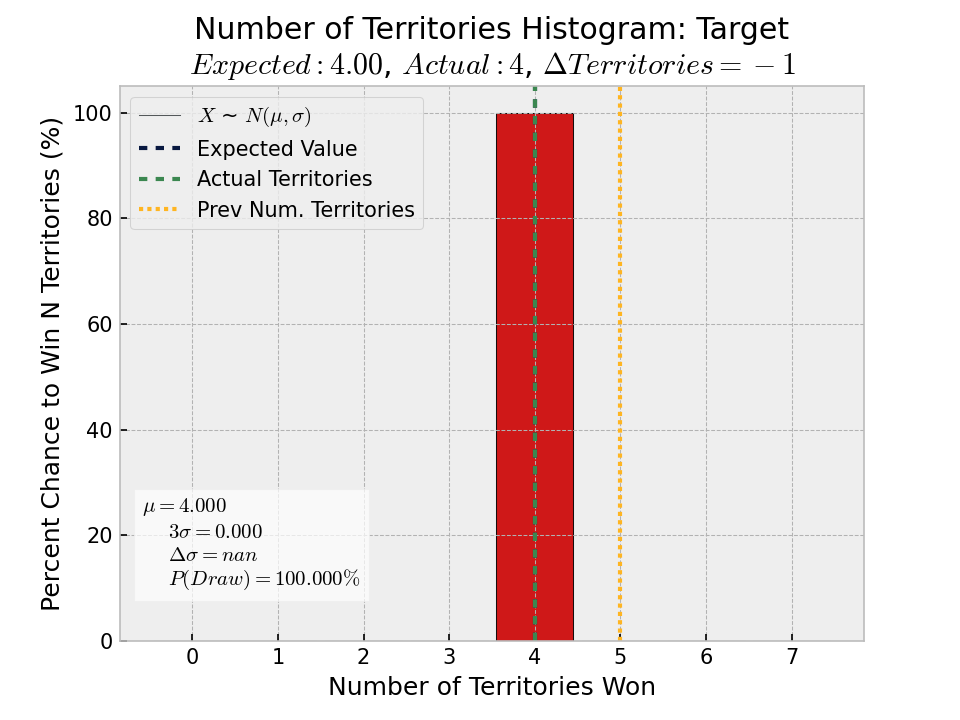 Number of Territories Histogram: Target
Expected : 4.00, Actual : 4, ΔTerritories = −1
X ~ N(μ, σ)
Expected Value
Actual Territories
Prev Num. Territories
Percent Chance to Win N Territories (%)
100
80
60
40
20
0
μ = 4.000
3σ = 0.000
Δσ = nan
P(Draw) = 100.000%
0 1 2 3 4 5 6 7
Number of Territories Won